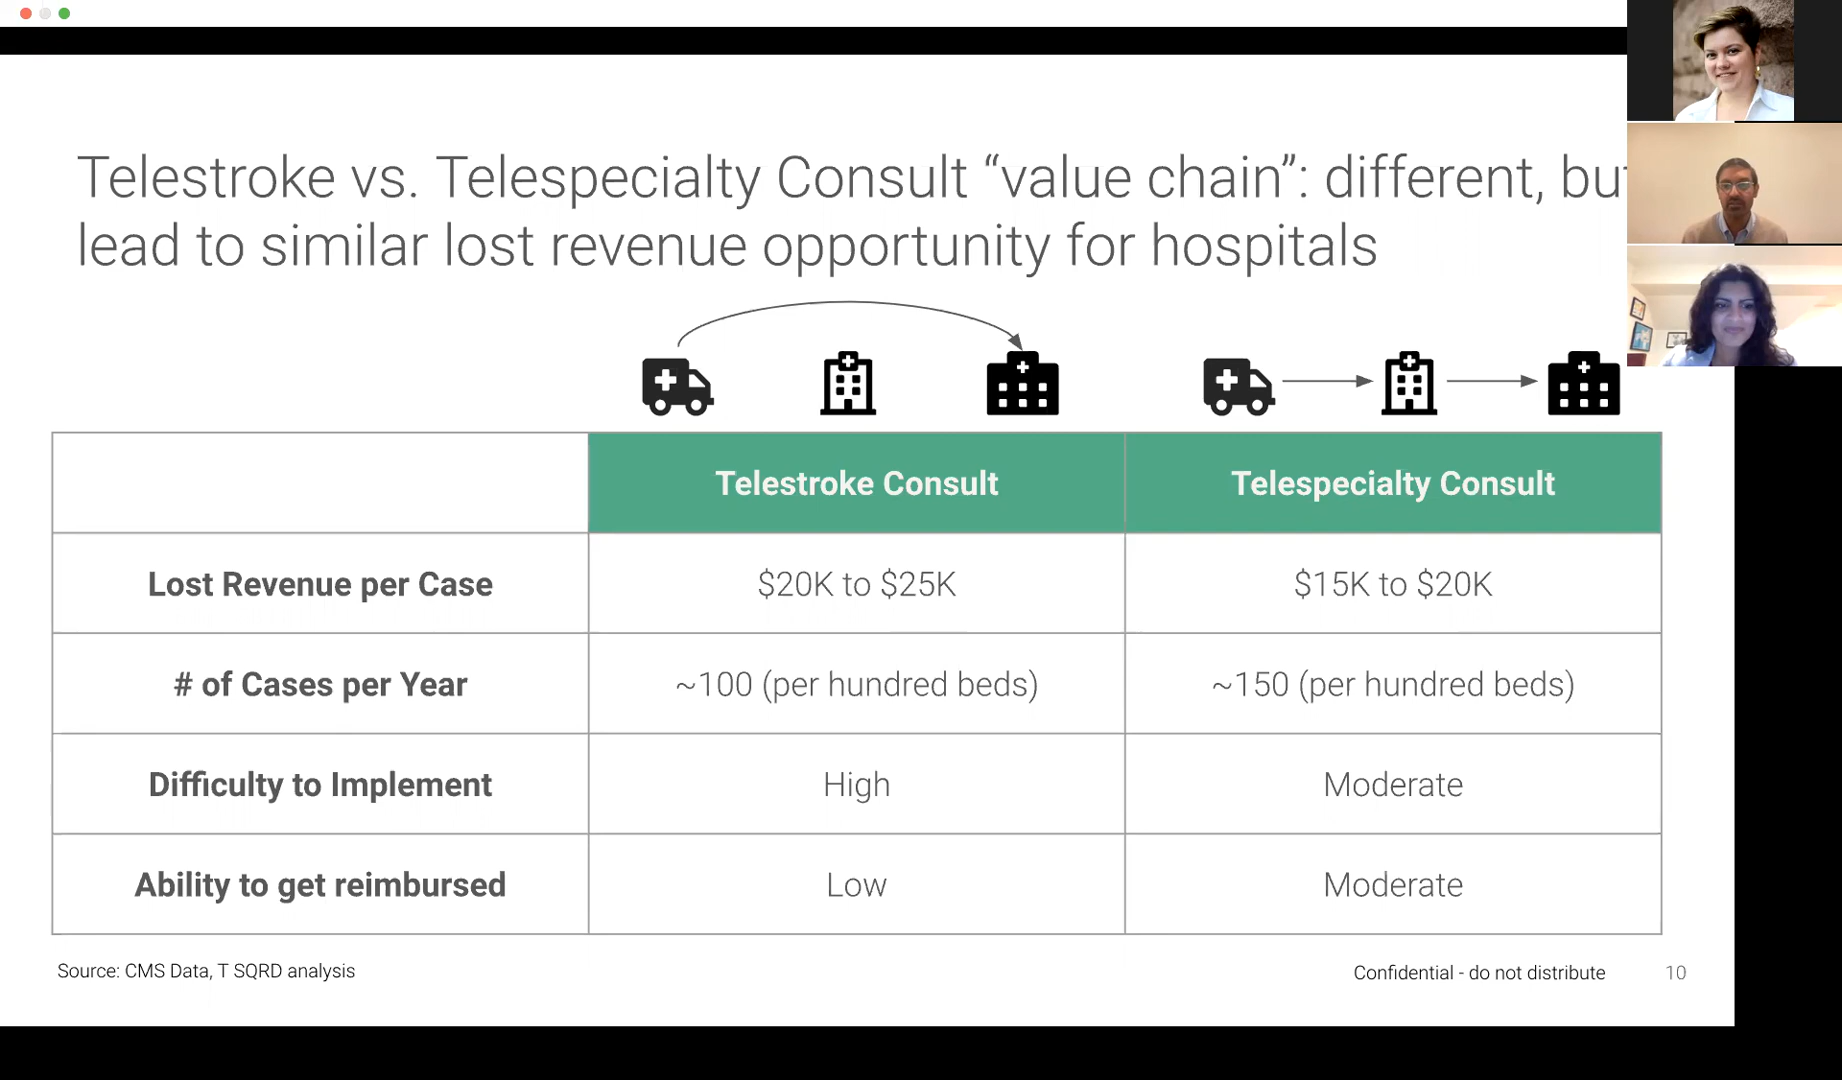 Telestroke vs. Telespecialty Consult “value chain”: different, but
lead to similar lost revenue opportunity for hospitals
Telestroke Consult
Telespecialty Consult
Lost Revenue per Case
$20K to $25K
$15K to $20K
# of Cases per Year
~100 (per hundred beds)
~150 (per hundred beds)
Difficulty to Implement
High
Moderate
Ability to get reimbursed
Low
Moderate
Source: CMS Data, T SQRD analysis
Confidential - do not distribute
10